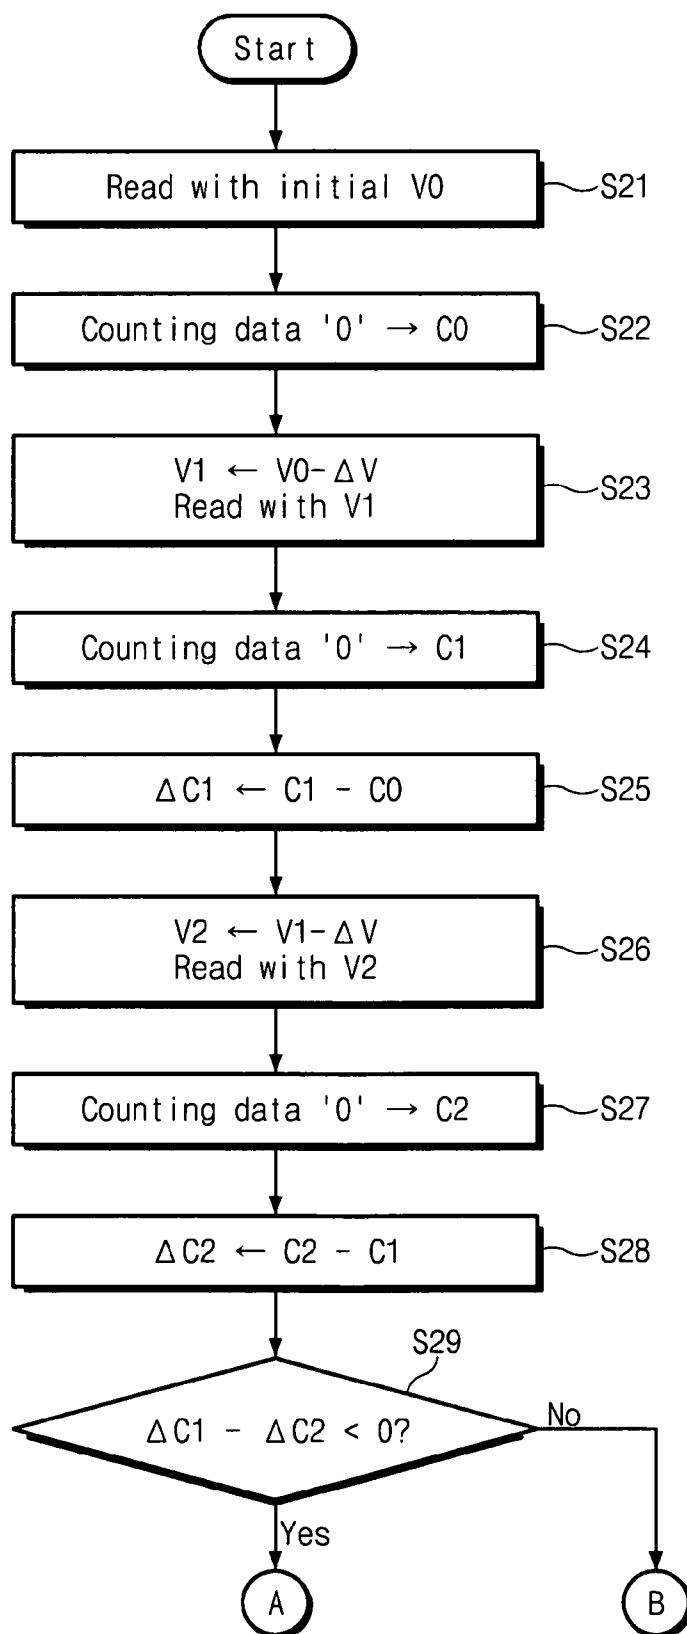 Start
Read with initial V0
S21
Counting data '0' → C0
S22
V1 ← V0-ΔV
Read with V1
S23
Counting data '0' → C1
S24
ΔC1 ← C1 - C0
S25
V2 ← V1-ΔV
Read with V2
S26
Counting data '0' → C2
S27
ΔC2 ← C2 - C1
S28
S29
ΔC1 - ΔC2 < 0?
No
Yes
A
B